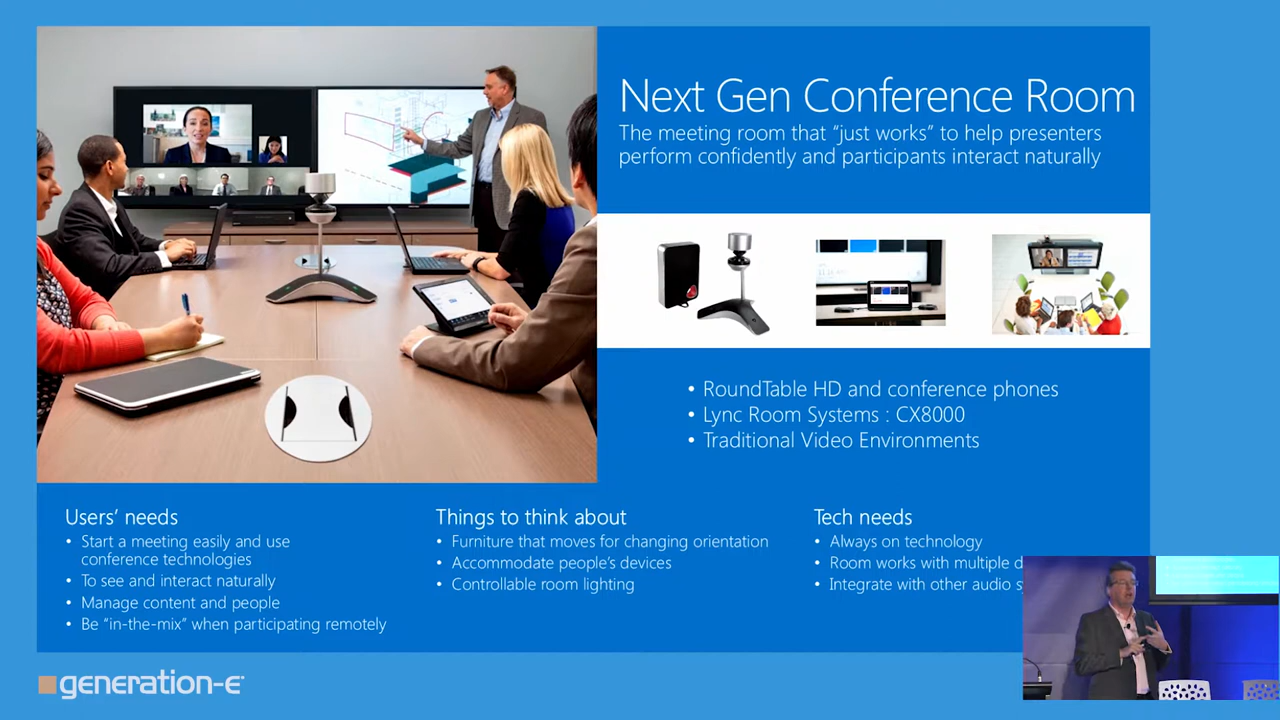 Next Gen Conference Room
The meeting room that “just works” to help presenters
perform confidently and participants interact naturally
• RoundTable HD and conference phones
• Lync Room Systems : CX8000
• Traditional Video Environments
Users’ needs
• Start a meeting easily and use
conference technologies
• To see and interact naturally
• Manage content and people
• Be “in-the-mix” when participating remotely
Things to think about
• Furniture that moves for changing orientation
• Accommodate people’s devices
• Controllable room lighting
Tech needs
• Always on technology
• Room works with multiple
• Integrate with other audio
generation-e